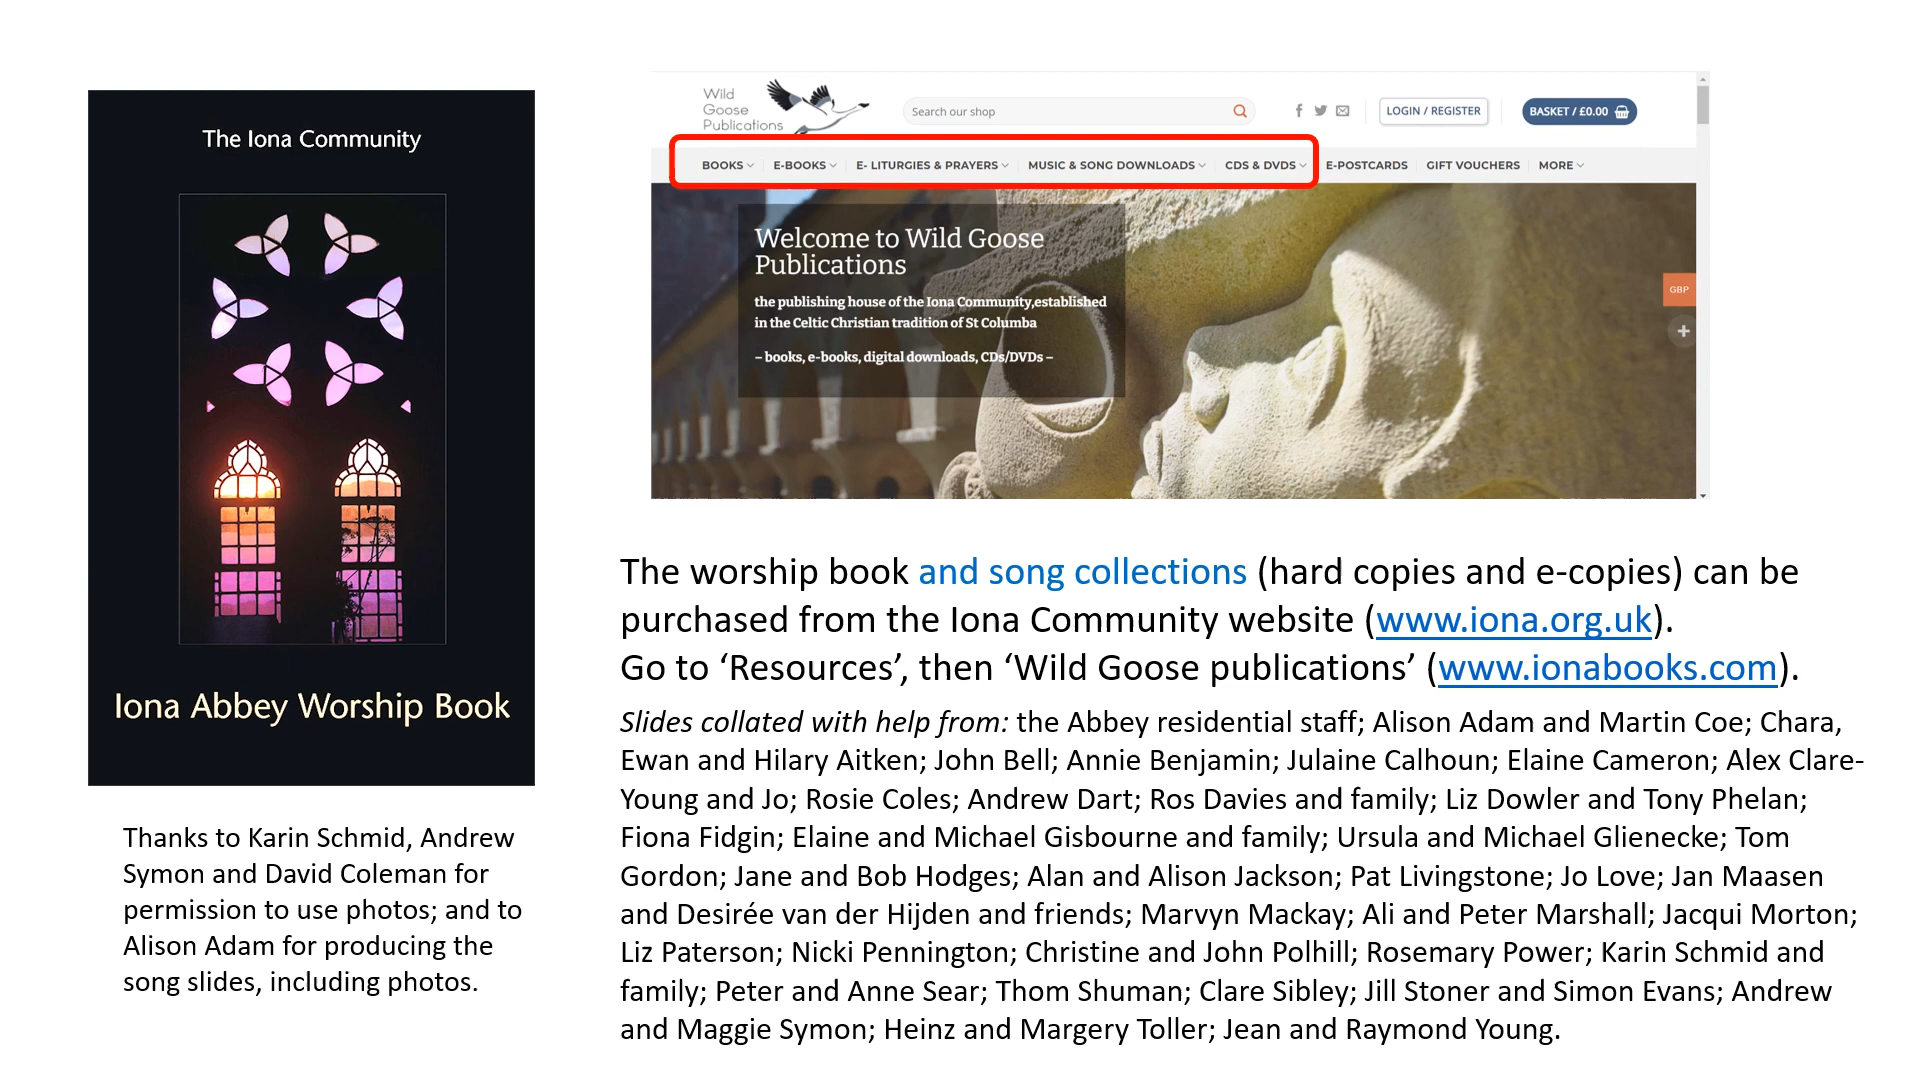 The Iona Community
Iona Abbey Worship Book
Thanks to Karin Schmid, Andrew
Symon and David Coleman for
permission to use photos; and to
Alison Adam for producing the
song slides, including photos.
Wild
Goose
Publications
Search our shop
LOGIN / REGISTER
BASKET / £0.00
BOOKS E-BOOKS E- LITURGIES & PRAYERS MUSIC & SONG DOWNLOADS CDS & DVDS E-POSTCARDS GIFT VOUCHERS MORE
Welcome to Wild Goose
Publications
the publishing house of the Iona Community,established
in the Celtic Christian tradition of St Columba
– books, e-books, digital downloads, CDs/DVDs –
GBP
The worship book and song collections (hard copies and e-copies) can be
purchased from the Iona Community website (www.iona.org.uk).
Go to ‘Resources’, then ‘Wild Goose publications’ (www.ionabooks.com).
Slides collated with help from: the Abbey residential staff; Alison Adam and Martin Coe; Chara,
Ewan and Hilary Aitken; John Bell; Annie Benjamin; Julaine Calhoun; Elaine Cameron; Alex Clare-
Young and Jo; Rosie Coles; Andrew Dart; Ros Davies and family; Liz Dowler and Tony Phelan;
Fiona Fidgin; Elaine and Michael Gisbourne and family; Ursula and Michael Glienecke; Tom
Gordon; Jane and Bob Hodges; Alan and Alison Jackson; Pat Livingstone; Jo Love; Jan Maasen
and Desirée van der Hijden and friends; Marvyn Mackay; Ali and Peter Marshall; Jacqui Morton;
Liz Paterson; Nicki Pennington; Christine and John Polhill; Rosemary Power; Karin Schmid and
family; Peter and Anne Sear; Thom Shuman; Clare Sibley; Jill Stoner and Simon Evans; Andrew
and Maggie Symon; Heinz and Margery Toller; Jean and Raymond Young.